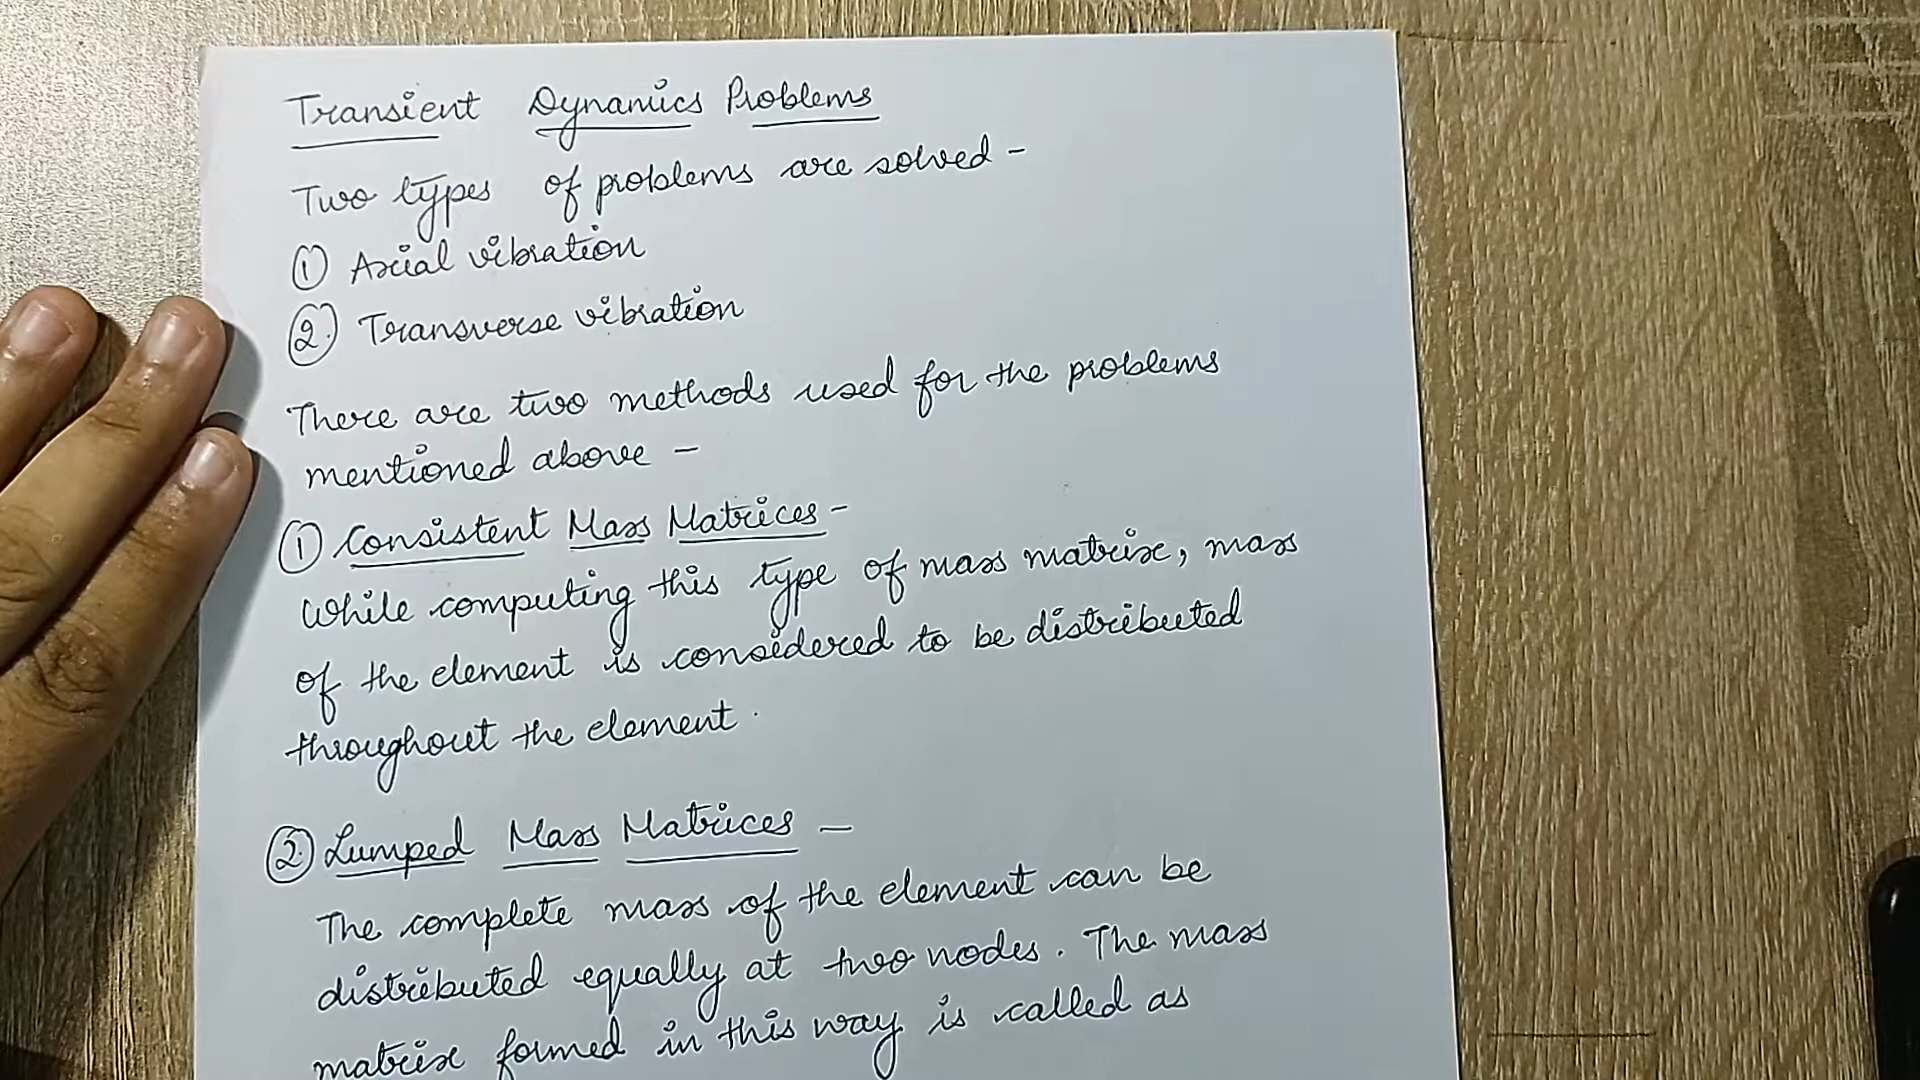 Transient Dynamics Problems
Two types of problems are solved -
① Axial vibration
②. Transverse vibration
There are two methods used for the problems
mentioned above -
① Consistent Mass Matrices -
While computing this type of mass matrix, mass
of the element is considered to be distributed
throughout the element.
②. Lumped Mass Matrices -
The complete mass of the element can be
distributed equally at two nodes. The mass
matrix formed in this way is called as